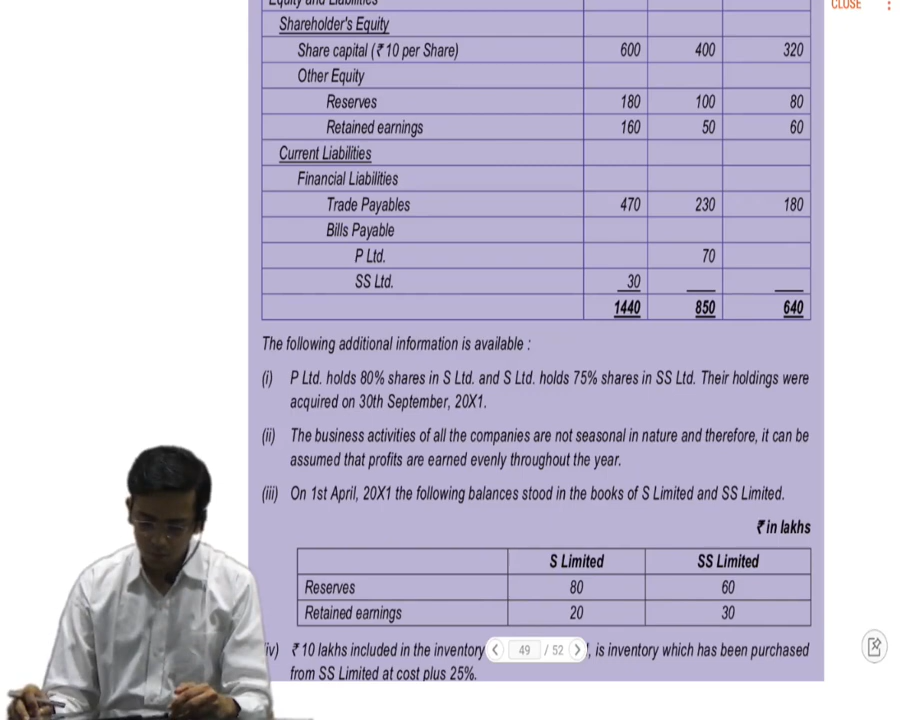 Equity and Liabilities
CLOSE
Shareholder's Equity
Share capital (₹ 10 per Share) 600 400 320
Other Equity
Reserves 180 100 80
Retained earnings 160 50 60
Current Liabilities
Financial Liabilities
Trade Payables 470 230 180
Bills Payable
P Ltd. 70
SS Ltd. 30
1440 850 640
The following additional information is available :
(i) P Ltd. holds 80% shares in S Ltd. and S Ltd. holds 75% shares in SS Ltd. Their holdings were
acquired on 30th September, 20X1.
(ii) The business activities of all the companies are not seasonal in nature and therefore, it can be
assumed that profits are earned evenly throughout the year.
(iii) On 1st April, 20X1 the following balances stood in the books of S Limited and SS Limited.
₹ in lakhs
S Limited SS Limited
Reserves 80 60
Retained earnings 20 30
iv) ₹ 10 lakhs included in the inventory , is inventory which has been purchased
49 / 52
from SS Limited at cost plus 25%.